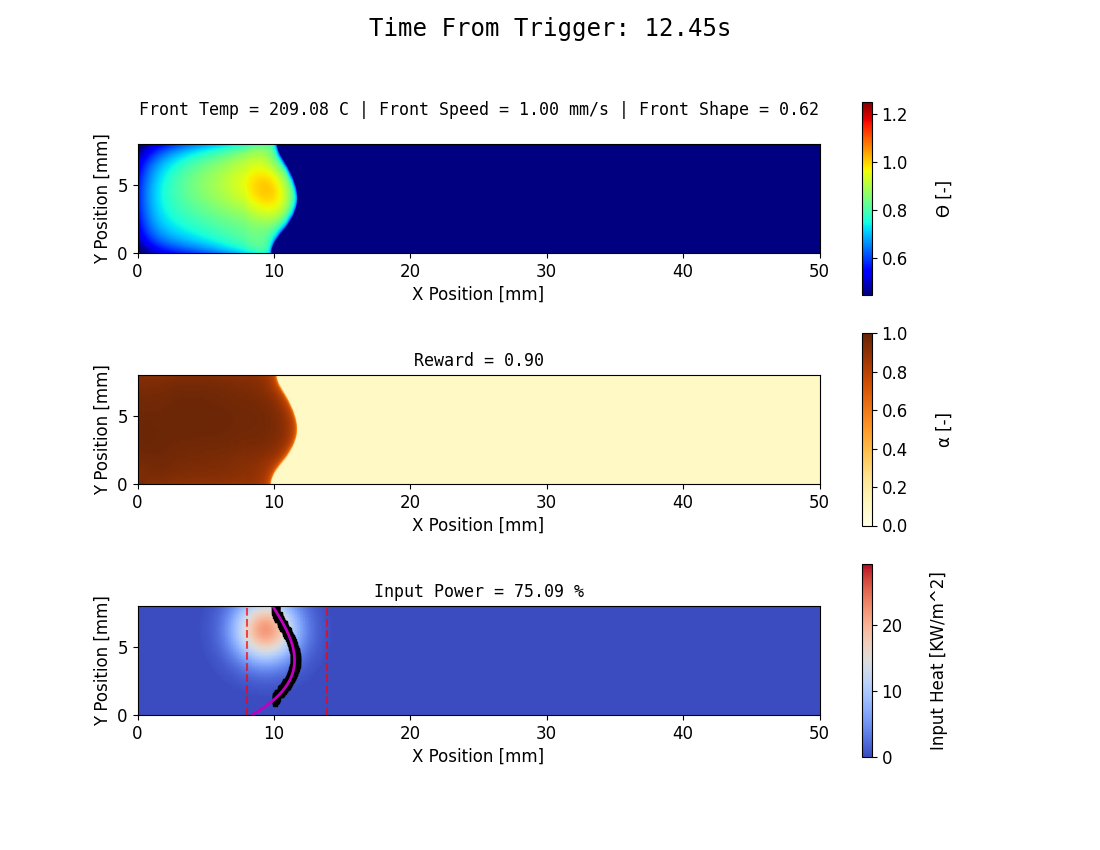 Time From Trigger: 12.45s
Front Temp = 209.08 C | Front Speed = 1.00 mm/s | Front Shape = 0.62
Y Position [mm]
5
0
0 10 20 30 40 50
X Position [mm]
1.2
1.0
0.8
0.6
Θ [-]
Reward = 0.90
Y Position [mm]
5
0
0 10 20 30 40 50
X Position [mm]
1.0
0.8
0.6
0.4
0.2
0.0
α [-]
Input Power = 75.09 %
Y Position [mm]
5
0
0 10 20 30 40 50
X Position [mm]
20
10
0
Input Heat [KW/m^2]